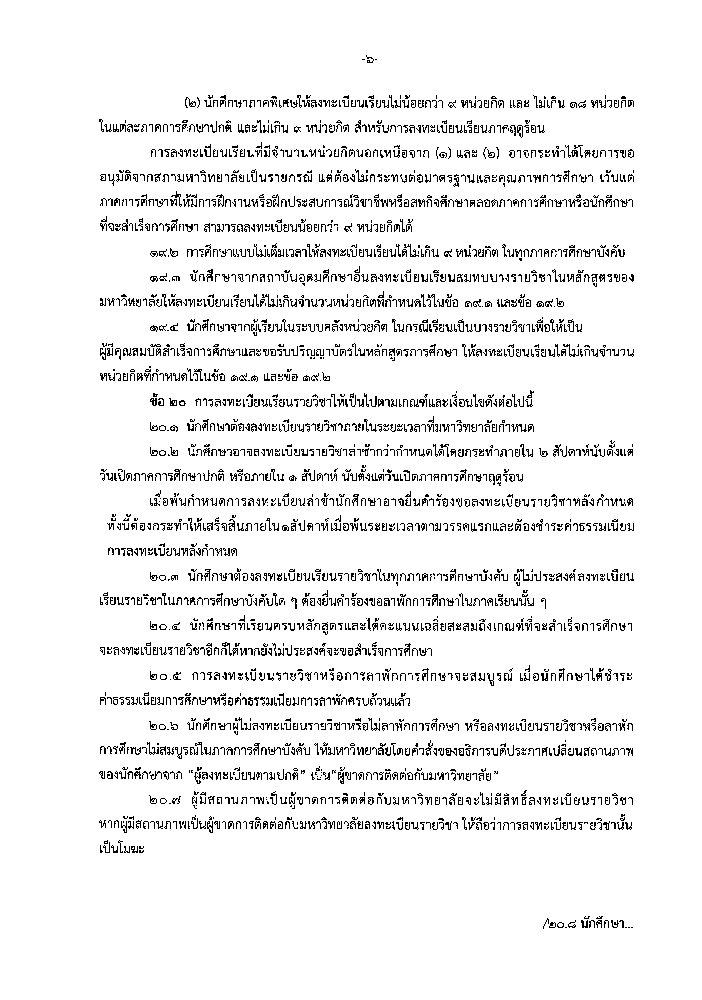 -๖-
(๒) นักศึกษาภาคพิเศษให้ลงทะเบียนเรียนไม่น้อยกว่า ๙ หน่วยกิต และ ไม่เกิน ๑๘ หน่วยกิต
ในแต่ละภาคการศึกษาปกติ และไม่เกิน ๙ หน่วยกิต สำหรับการลงทะเบียนเรียนภาคฤดูร้อน
การลงทะเบียนเรียนที่มีจำนวนหน่วยกิตนอกเหนือจาก (๑) และ (๒) อาจกระทำได้โดยการขอ
อนุมัติจากสภามหาวิทยาลัยเป็นรายกรณี แต่ต้องไม่กระทบต่อมาตรฐานและคุณภาพการศึกษา เว้นแต่
ภาคการศึกษาที่ให้มีการฝึกงานหรือฝึกประสบการณ์วิชาชีพหรือสหกิจศึกษาตลอดภาคการศึกษาหรือนักศึกษา
ที่จะสำเร็จการศึกษา สามารถลงทะเบียนน้อยกว่า ๙ หน่วยกิตได้
๑๙.๒ การศึกษาแบบไม่เต็มเวลาให้ลงทะเบียนเรียนได้ไม่เกิน ๙ หน่วยกิต ในทุกภาคการศึกษาบังคับ
๑๙.๓ นักศึกษาจากสถาบันอุดมศึกษาอื่นลงทะเบียนเรียนสมทบบางรายวิชาในหลักสูตรของ
มหาวิทยาลัยให้ลงทะเบียนเรียนได้ไม่เกินจำนวนหน่วยกิตที่กำหนดไว้ในข้อ ๑๙.๑ และข้อ ๑๙.๒
๑๙.๔ นักศึกษาจากผู้เรียนในระบบคลังหน่วยกิต ในกรณีเรียนเป็นบางรายวิชาเพื่อให้เป็น
ผู้มีคุณสมบัติสำเร็จการศึกษาและขอรับปริญญาบัตรในหลักสูตรการศึกษา ให้ลงทะเบียนเรียนได้ไม่เกินจำนวน
หน่วยกิตที่กำหนดไว้ในข้อ ๑๙.๑ และข้อ ๑๙.๒
ข้อ ๒๐ การลงทะเบียนเรียนรายวิชาให้เป็นไปตามเกณฑ์และเงื่อนไขดังต่อไปนี้
๒๐.๑ นักศึกษาต้องลงทะเบียนรายวิชาภายในระยะเวลาที่มหาวิทยาลัยกำหนด
๒๐.๒ นักศึกษาอาจลงทะเบียนรายวิชาล่าช้ากว่ากำหนดได้โดยกระทำภายใน ๒ สัปดาห์นับตั้งแต่
วันเปิดภาคการศึกษาปกติ หรือภายใน ๑ สัปดาห์ นับตั้งแต่วันเปิดภาคการศึกษาฤดูร้อน
เมื่อพ้นกำหนดการลงทะเบียนล่าช้านักศึกษาอาจยื่นคำร้องขอลงทะเบียนรายวิชาหลังกำหนด
ทั้งนี้ต้องกระทำให้เสร็จสิ้นภายใน๑สัปดาห์เมื่อพ้นระยะเวลาตามวรรคแรกและต้องชำระค่าธรรมเนียม
การลงทะเบียนหลังกำหนด
๒๐.๓ นักศึกษาต้องลงทะเบียนเรียนรายวิชาในทุกภาคการศึกษาบังคับ ผู้ไม่ประสงค์ลงทะเบียน
เรียนรายวิชาในภาคการศึกษาบังคับใด ๆ ต้องยื่นคำร้องขอลาพักการศึกษาในภาคเรียนนั้น ๆ
๒๐.๔ นักศึกษาที่เรียนครบหลักสูตรและได้คะแนนเฉลี่ยสะสมถึงเกณฑ์ที่จะสำเร็จการศึกษา
จะลงทะเบียนรายวิชาอีกก็ได้หากยังไม่ประสงค์จะขอสำเร็จการศึกษา
๒๐.๕ การลงทะเบียนรายวิชาหรือการลาพักการศึกษาจะสมบูรณ์ เมื่อนักศึกษาได้ชำระ
ค่าธรรมเนียมการศึกษาหรือค่าธรรมเนียมการลาพักครบถ้วนแล้ว
๒๐.๖ นักศึกษาผู้ไม่ลงทะเบียนรายวิชาหรือไม่ลาพักการศึกษา หรือลงทะเบียนรายวิชาหรือลาพัก
การศึกษาไม่สมบูรณ์ในภาคการศึกษาบังคับ ให้มหาวิทยาลัยโดยคำสั่งของอธิการบดีประกาศเปลี่ยนสถานภาพ
ของนักศึกษาจาก “ผู้ลงทะเบียนตามปกติ” เป็น“ผู้ขาดการติดต่อกับมหาวิทยาลัย”
๒๐.๗ ผู้มีสถานภาพเป็นผู้ขาดการติดต่อกับมหาวิทยาลัยจะไม่มีสิทธิ์ลงทะเบียนรายวิชา
หากผู้มีสถานภาพเป็นผู้ขาดการติดต่อกับมหาวิทยาลัยลงทะเบียนรายวิชา ให้ถือว่าการลงทะเบียนรายวิชานั้น
เป็นโมฆะ
/๒๐.๘ นักศึกษา...